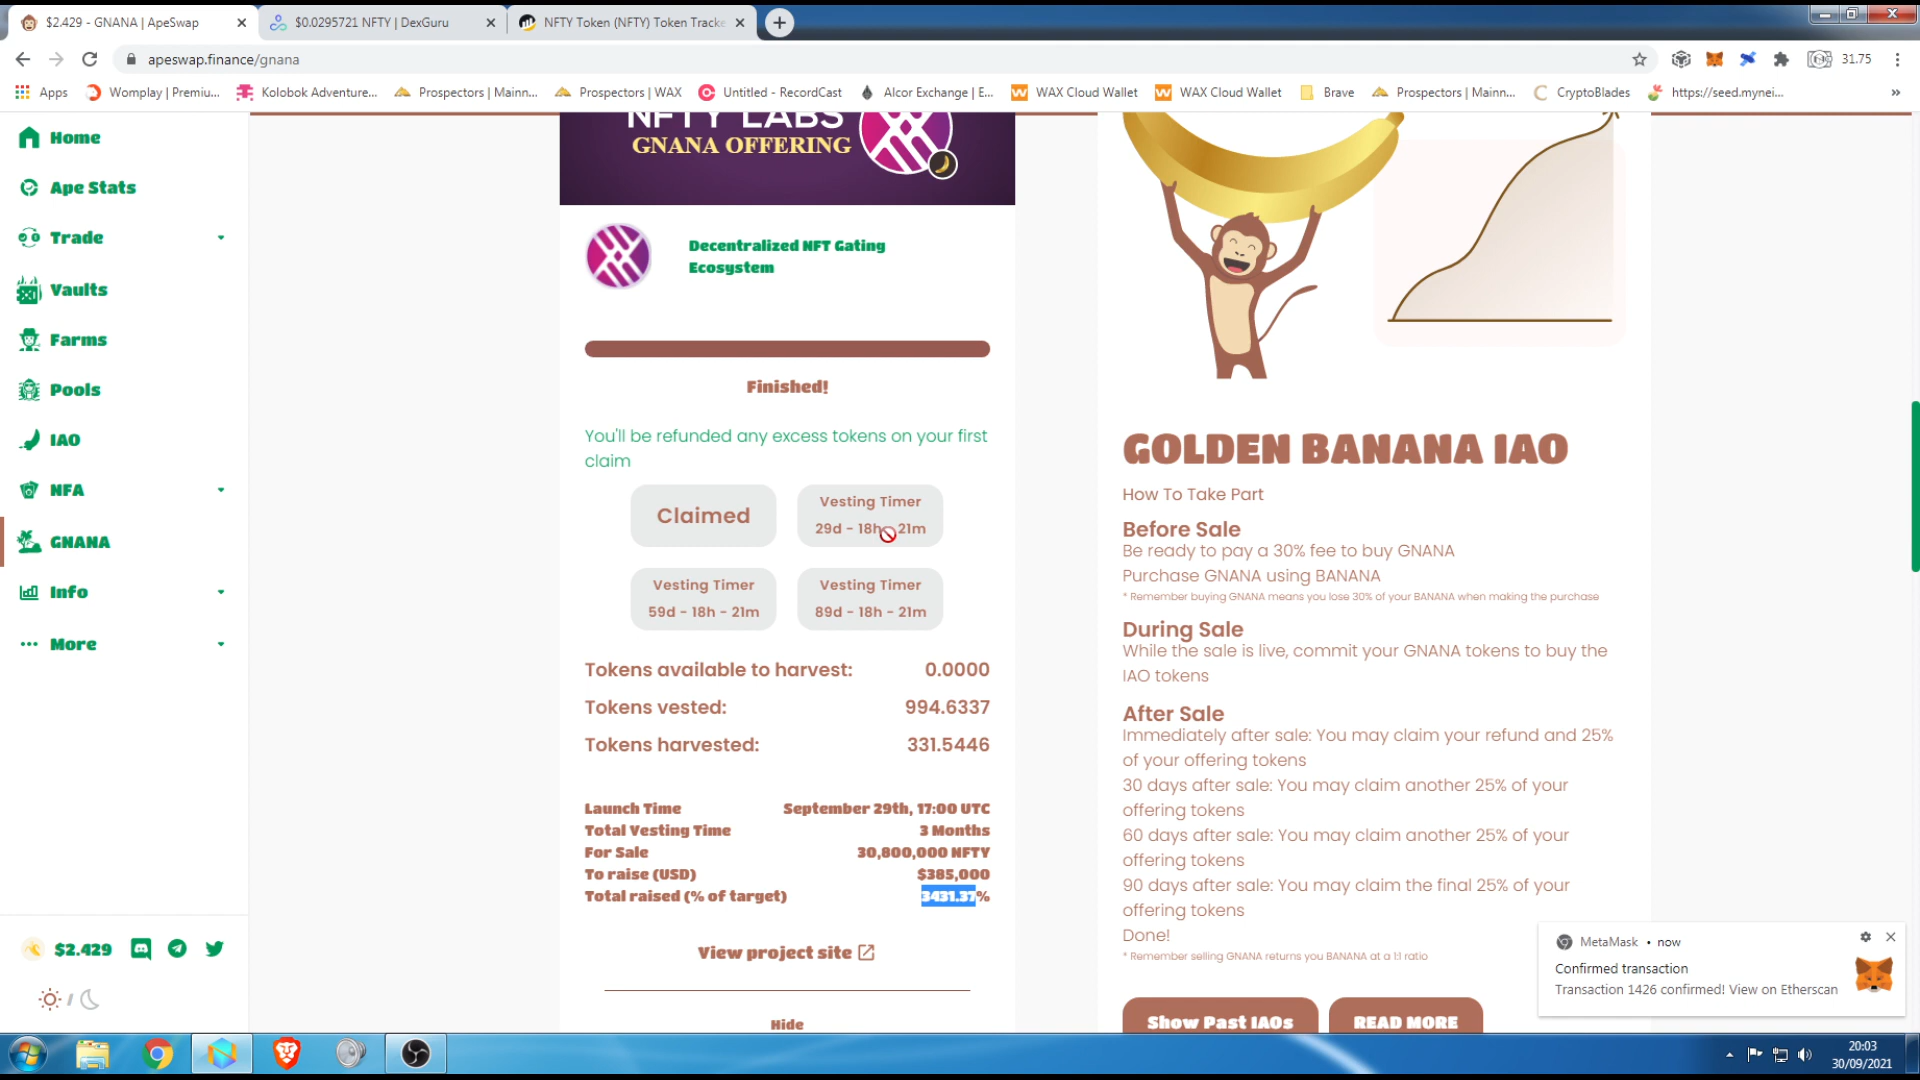 $2.429 - GNANA | ApeSwap
$0.0295721 NFTY | DexGuru
NFTY Token (NFTY) Token Tracke
apeswap.finance/gnana
31.75
Apps
Womplay | Premiu...
Kolobok Adventure...
Prospectors | Mainn...
Prospectors | WAX
Untitled - RecordCast
Alcor Exchange | E...
WAX Cloud Wallet
WAX Cloud Wallet
Brave
Prospectors | Mainn...
CryptoBlades
https://seed.mynei...
Home
Ape Stats
Trade
Vaults
Farms
Pools
IAO
NFA
GNANA
Info
More
$2.429
NFTY LABS
GNANA OFFERING
Decentralized NFT Gating
Ecosystem
Finished!
You'll be refunded any excess tokens on your first
claim
Claimed
Vesting Timer
29d - 18h - 21m
Vesting Timer
59d - 18h - 21m
Vesting Timer
89d - 18h - 21m
Tokens available to harvest: 0.0000
Tokens vested: 994.6337
Tokens harvested: 331.5446
Launch Time September 29th, 17:00 UTC
Total Vesting Time 3 Months
For Sale 30,800,000 NFTY
To raise (USD) $385,000
Total raised (% of target) 3431.37%
View project site
Hide
GOLDEN BANANA IAO
How To Take Part
Before Sale
Be ready to pay a 30% fee to buy GNANA
Purchase GNANA using BANANA
* Remember buying GNANA means you lose 30% of your BANANA when making the purchase
During Sale
While the sale is live, commit your GNANA tokens to buy the
IAO tokens
After Sale
Immediately after sale: You may claim your refund and 25%
of your offering tokens
30 days after sale: You may claim another 25% of your
offering tokens
60 days after sale: You may claim another 25% of your
offering tokens
90 days after sale: You may claim the final 25% of your
offering tokens
Done!
* Remember selling GNANA returns you BANANA at a 1:1 ratio
Show Past IAOs
READ MORE
MetaMask • now
Confirmed transaction
Transaction 1426 confirmed! View on Etherscan
20:03
30/09/2021